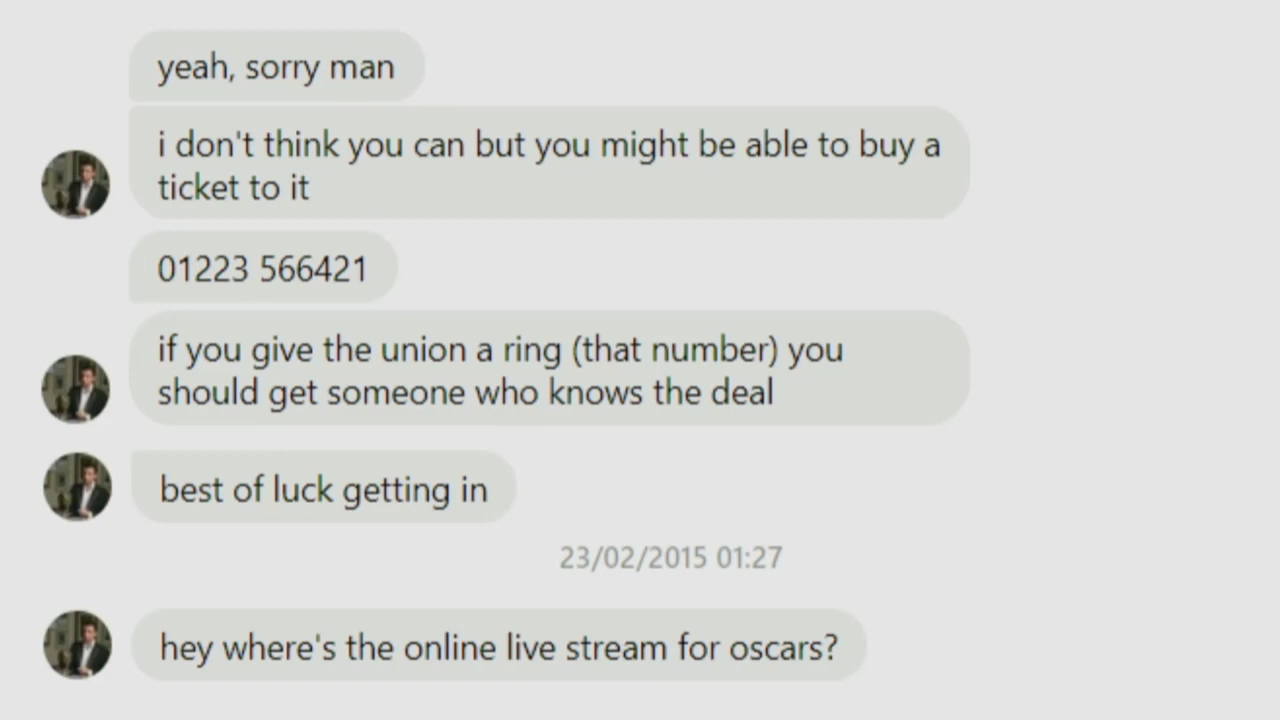 yeah, sorry man
i don't think you can but you might be able to buy a
ticket to it
01223 566421
if you give the union a ring (that number) you
should get someone who knows the deal
best of luck getting in
23/02/2015 01:27
hey where's the online live stream for oscars?